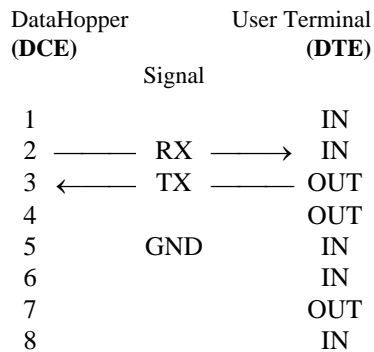 DataHopper User Terminal
(DCE) (DTE)
Signal
1 IN
2 RX IN
3 TX OUT
4 OUT
5 GND IN
6 IN
7 OUT
8 IN